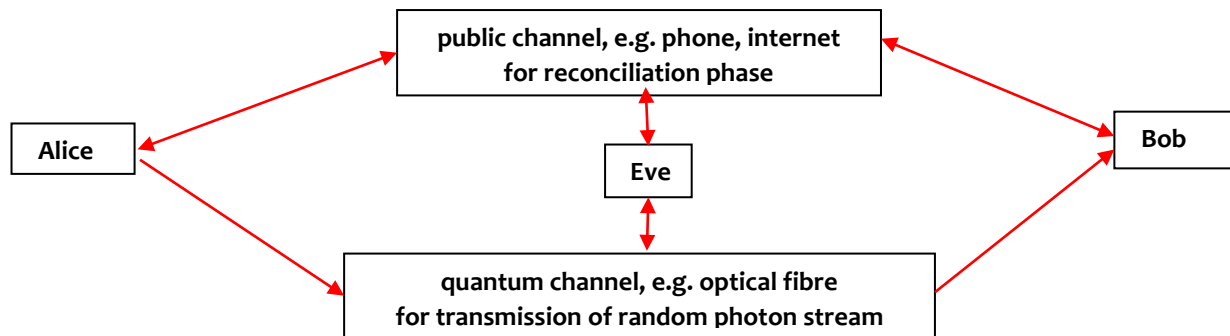 public channel, e.g. phone, internet
for reconciliation phase
Alice
Bob
Eve
quantum channel, e.g. optical fibre
for transmission of random photon stream